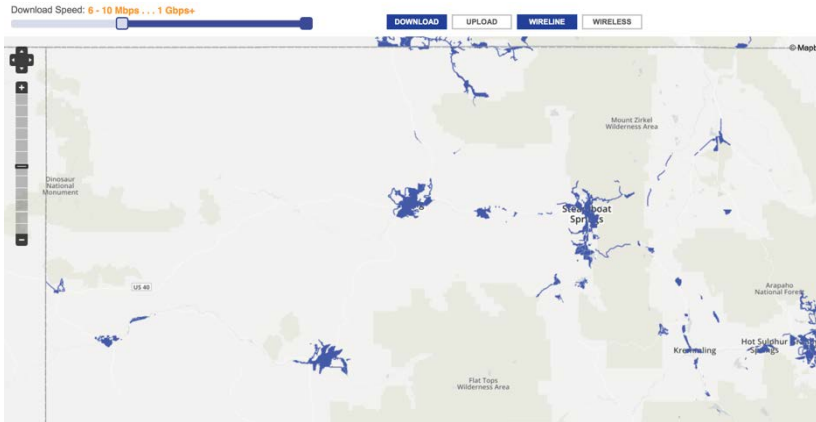 Download Speed: 6 - 10 Mbps . . . 1 Gbps+
DOWNLOAD
UPLOAD
WIRELINE
WIRELESS
Mount Zirkel
Wilderness Area
Dinosaur
National
Monument
Steamboat
Springs
US 40
Arapaho
National Forest
Hot Sulphur
Springs
Kremmling
Flat Tops
Wilderness Area